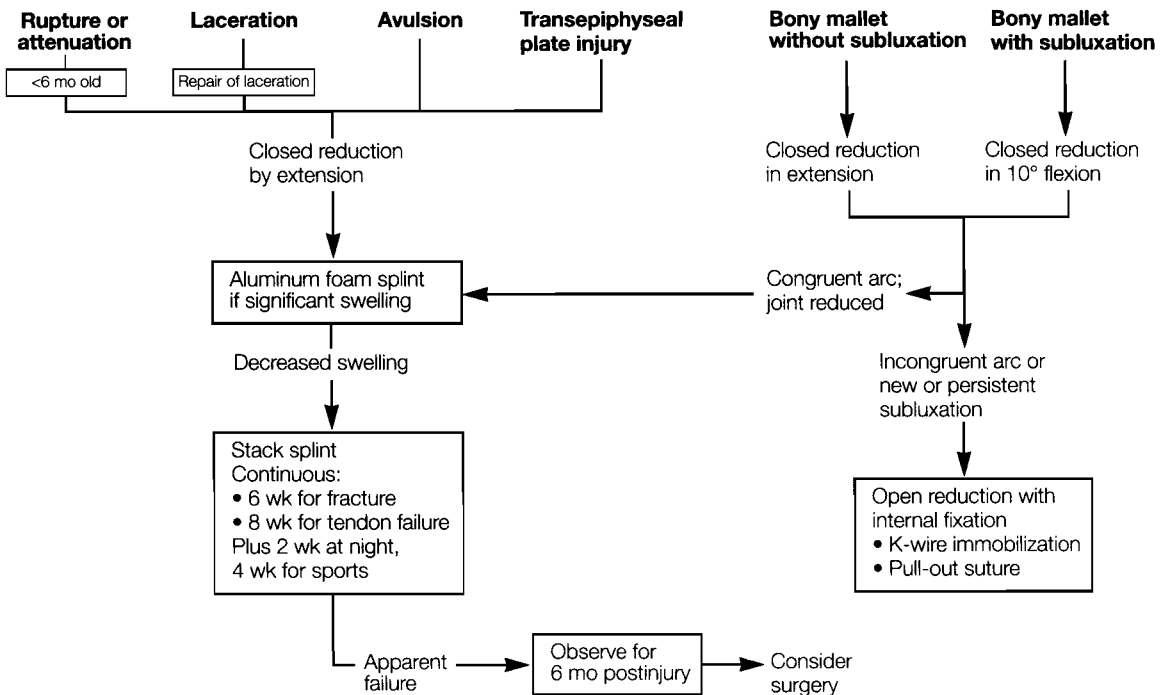 Rupture or
attenuation
<6 mo old
Laceration
Repair of laceration
Avulsion
Transepiphyseal
plate injury
Bony mallet
without subluxation
Bony mallet
with subluxation
Closed reduction
by extension
Closed reduction
in extension
Closed reduction
in 10° flexion
Aluminum foam splint
if significant swelling
Congruent arc;
joint reduced
Decreased swelling
Incongruent arc or
new or persistent
subluxation
Stack splint
Continuous:
• 6 wk for fracture
• 8 wk for tendon failure
Plus 2 wk at night,
4 wk for sports
Open reduction with
internal fixation
• K-wire immobilization
• Pull-out suture
Apparent
failure
Observe for
6 mo postinjury
Consider
surgery